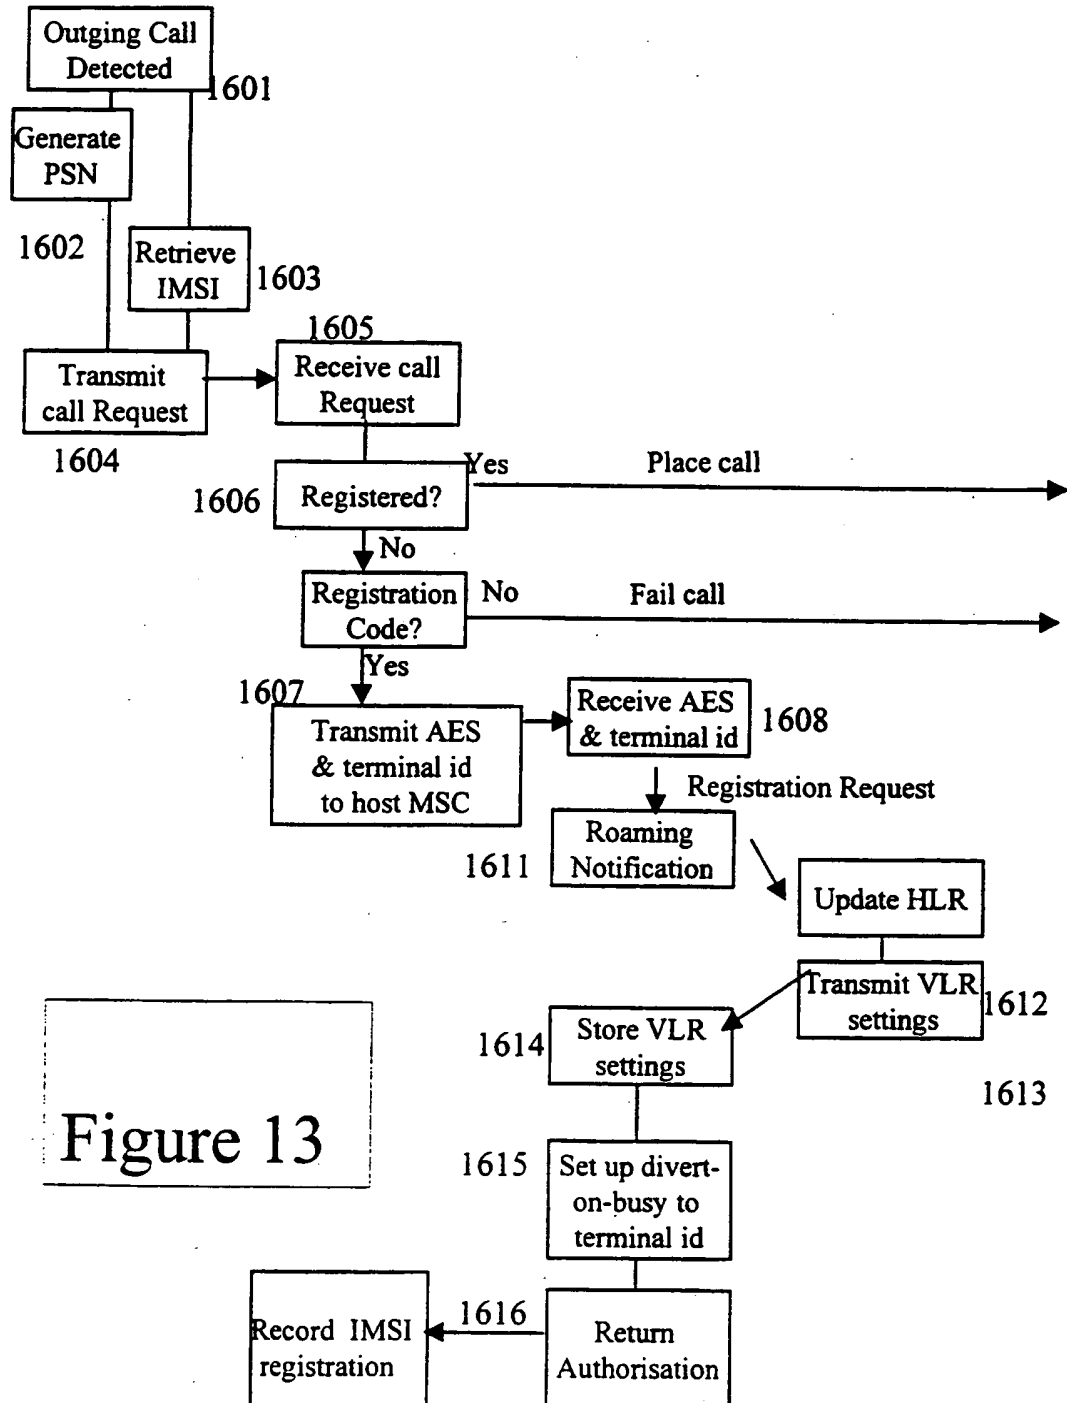 Outging Call
Detected
1601
Generate
PSN
1602
Retrieve
IMSI
1603
1605
Transmit
call Request
1604
Receive call
Request
Yes
Place call
1606
Registered?
No
Registration
Code?
No
Fail call
Yes
1607
Transmit AES
& terminal id
to host MSC
Receive AES
& terminal id
1608
Registration Request
Roaming
Notification
1611
Update HLR
Transmit VLR
settings
1612
1614
Store VLR
settings
1613
Figure 13
1615
Set up divert-
on-busy to
terminal id
1616
Record IMSI
registration
Return
Authorisation